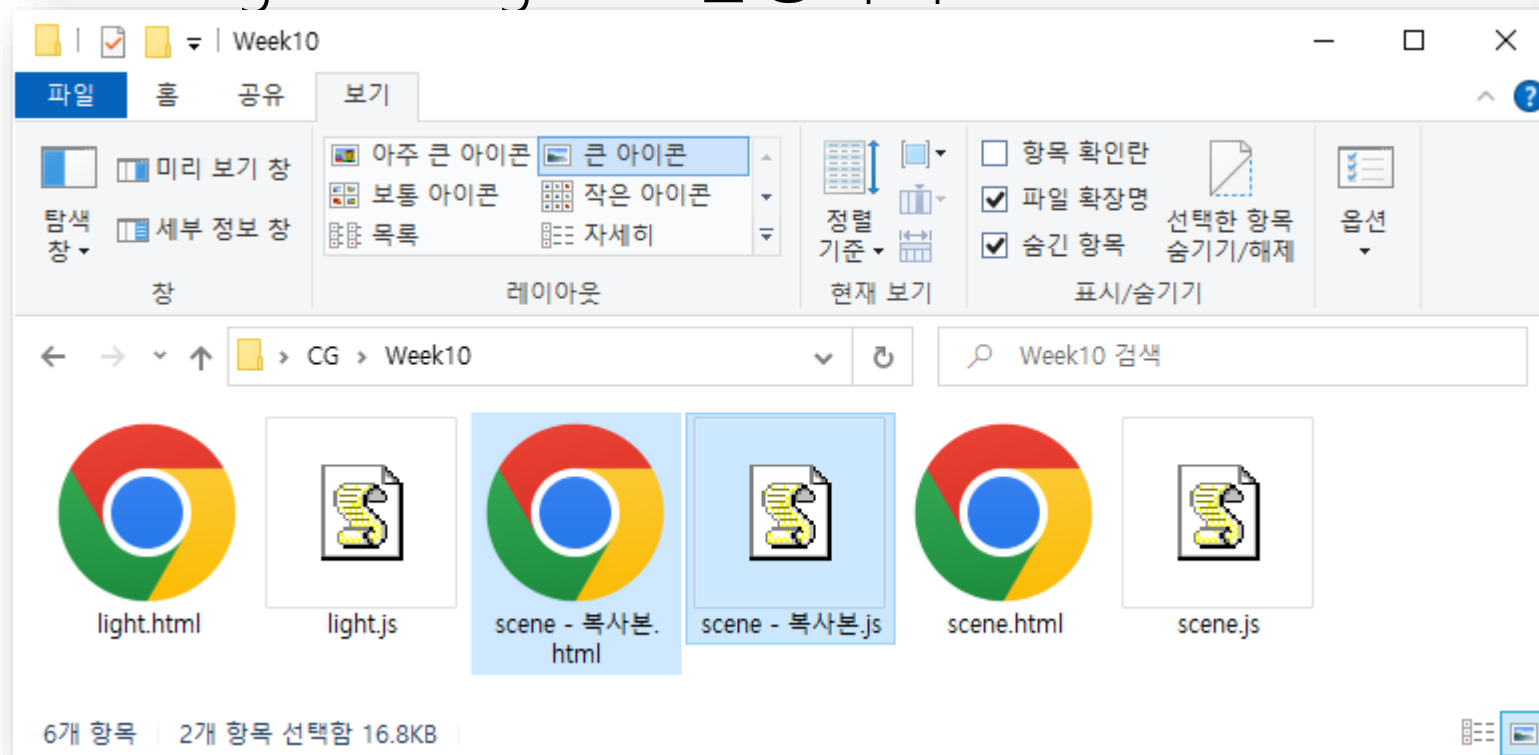 Week10
파일 홈 공유 보기
미리 보기 창
세부 정보 창
탐색
창
창
아주 큰 아이콘 큰 아이콘
보통 아이콘 작은 아이콘
목록 자세히
레이아웃
정렬
기준
현재 보기
항목 확인란
파일 확장명
숨긴 항목
선택한 항목
숨기기/해제
표시/숨기기
옵션
CG > Week10
Week10 검색
light.html
light.js
scene - 복사본.
html
scene - 복사본.js
scene.html
scene.js
6개 항목 2개 항목 선택함 16.8KB